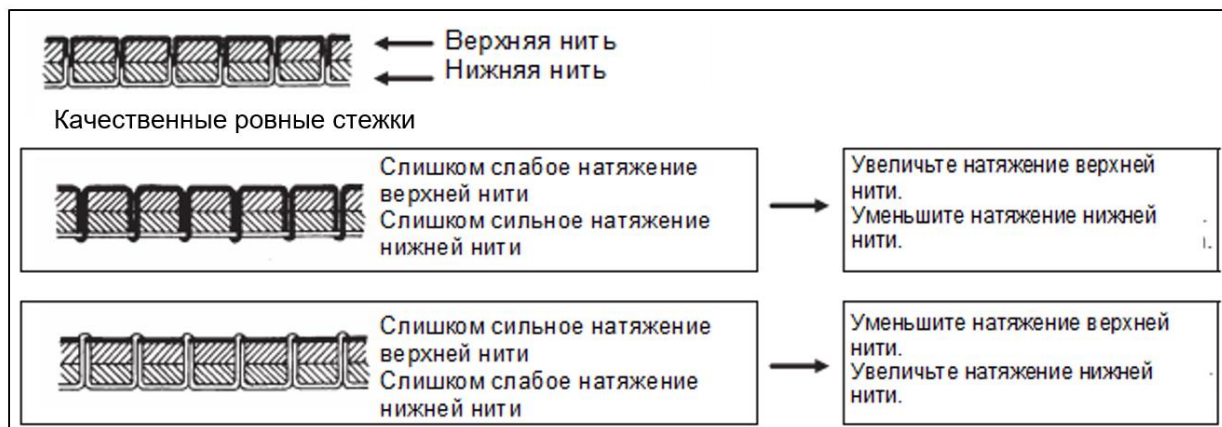 Верхняя нить
Нижняя нить
Качественные ровные стежки
Слишком слабое натяжение
верхней нити
Слишком сильное натяжение
нижней нити
Увеличьте натяжение верхней
нити.
Уменьшите натяжение нижней
нити.
Слишком сильное натяжение
верхней нити
Слишком слабое натяжение
нижней нити
Уменьшите натяжение верхней
нити.
Увеличьте натяжение нижней
нити.